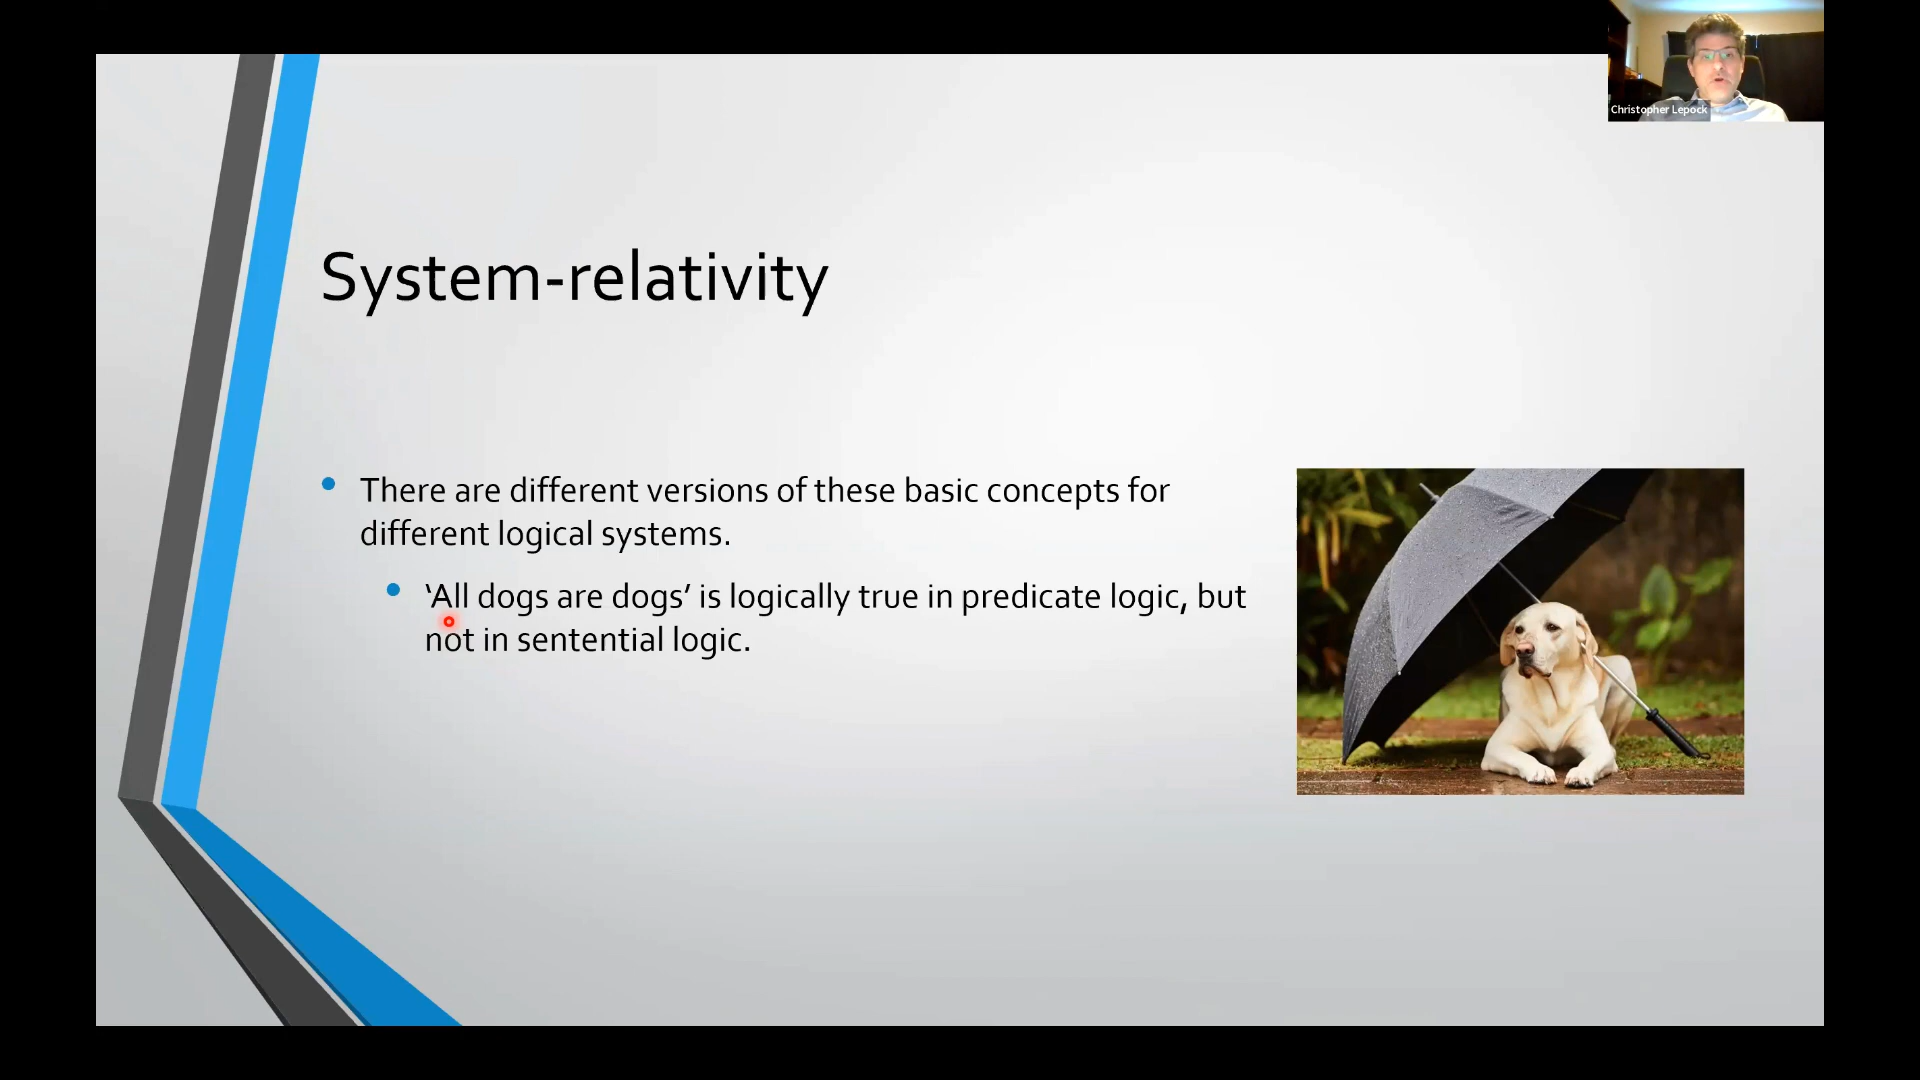 Christopher Lepock
System-relativity
There are different versions of these basic concepts for
different logical systems.
‘All dogs are dogs’ is logically true in predicate logic, but
not in sentential logic.